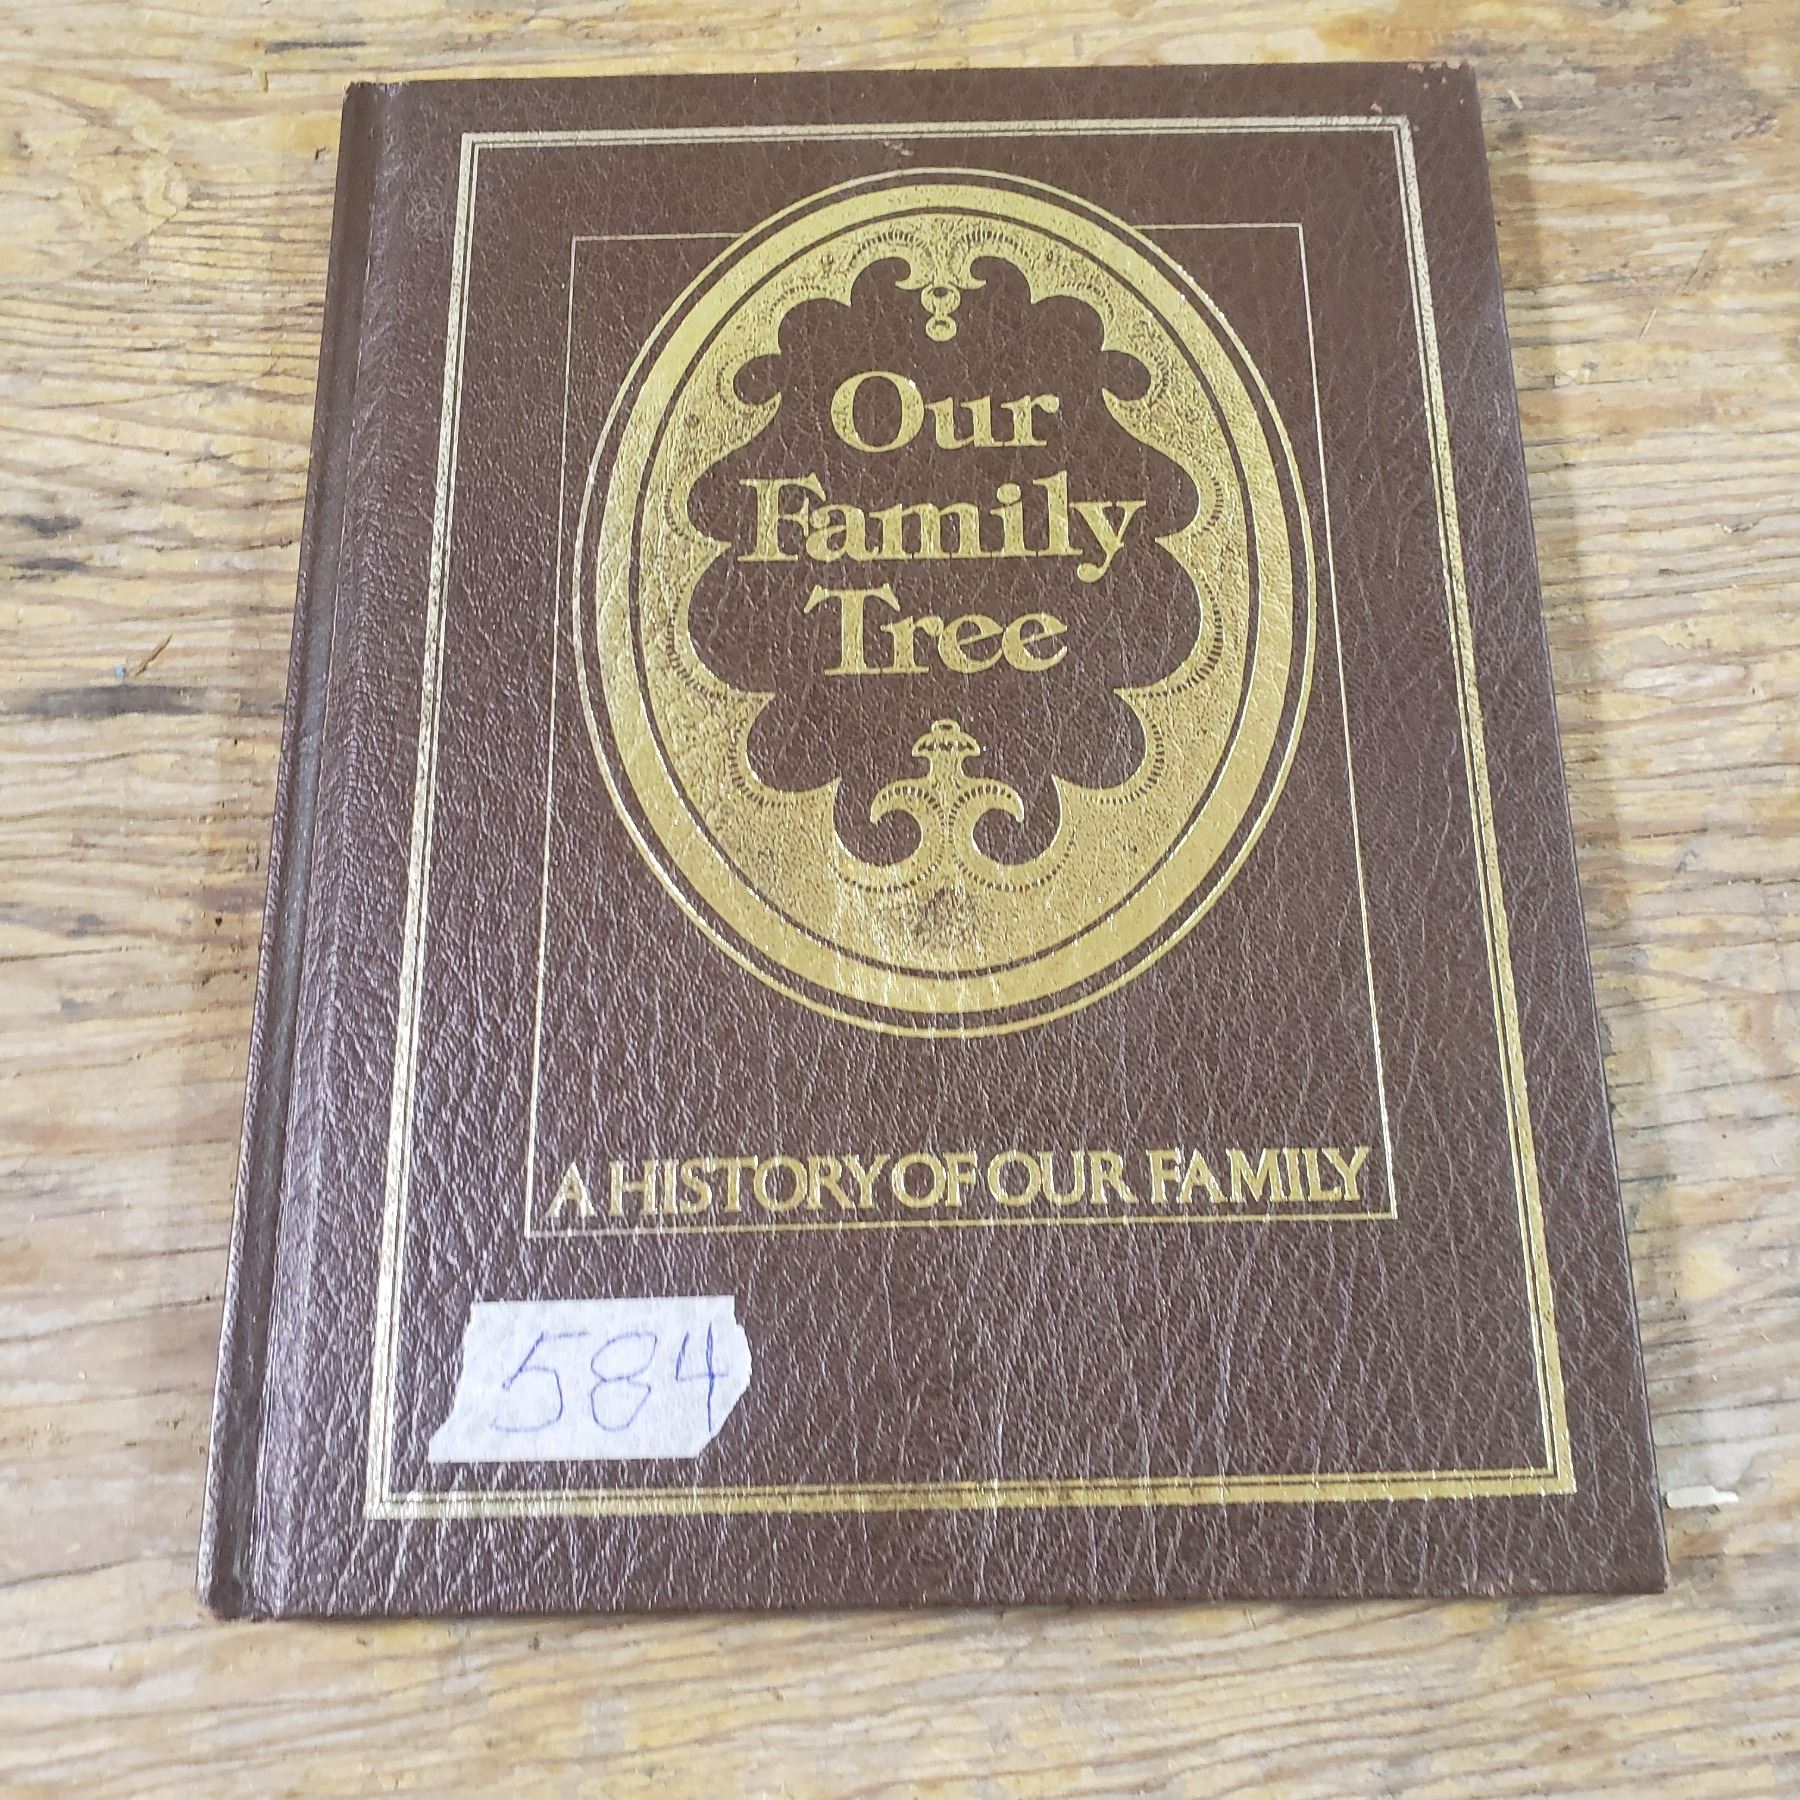 Our
Family
Tree
A HISTORY OF OUR FAMILY
584